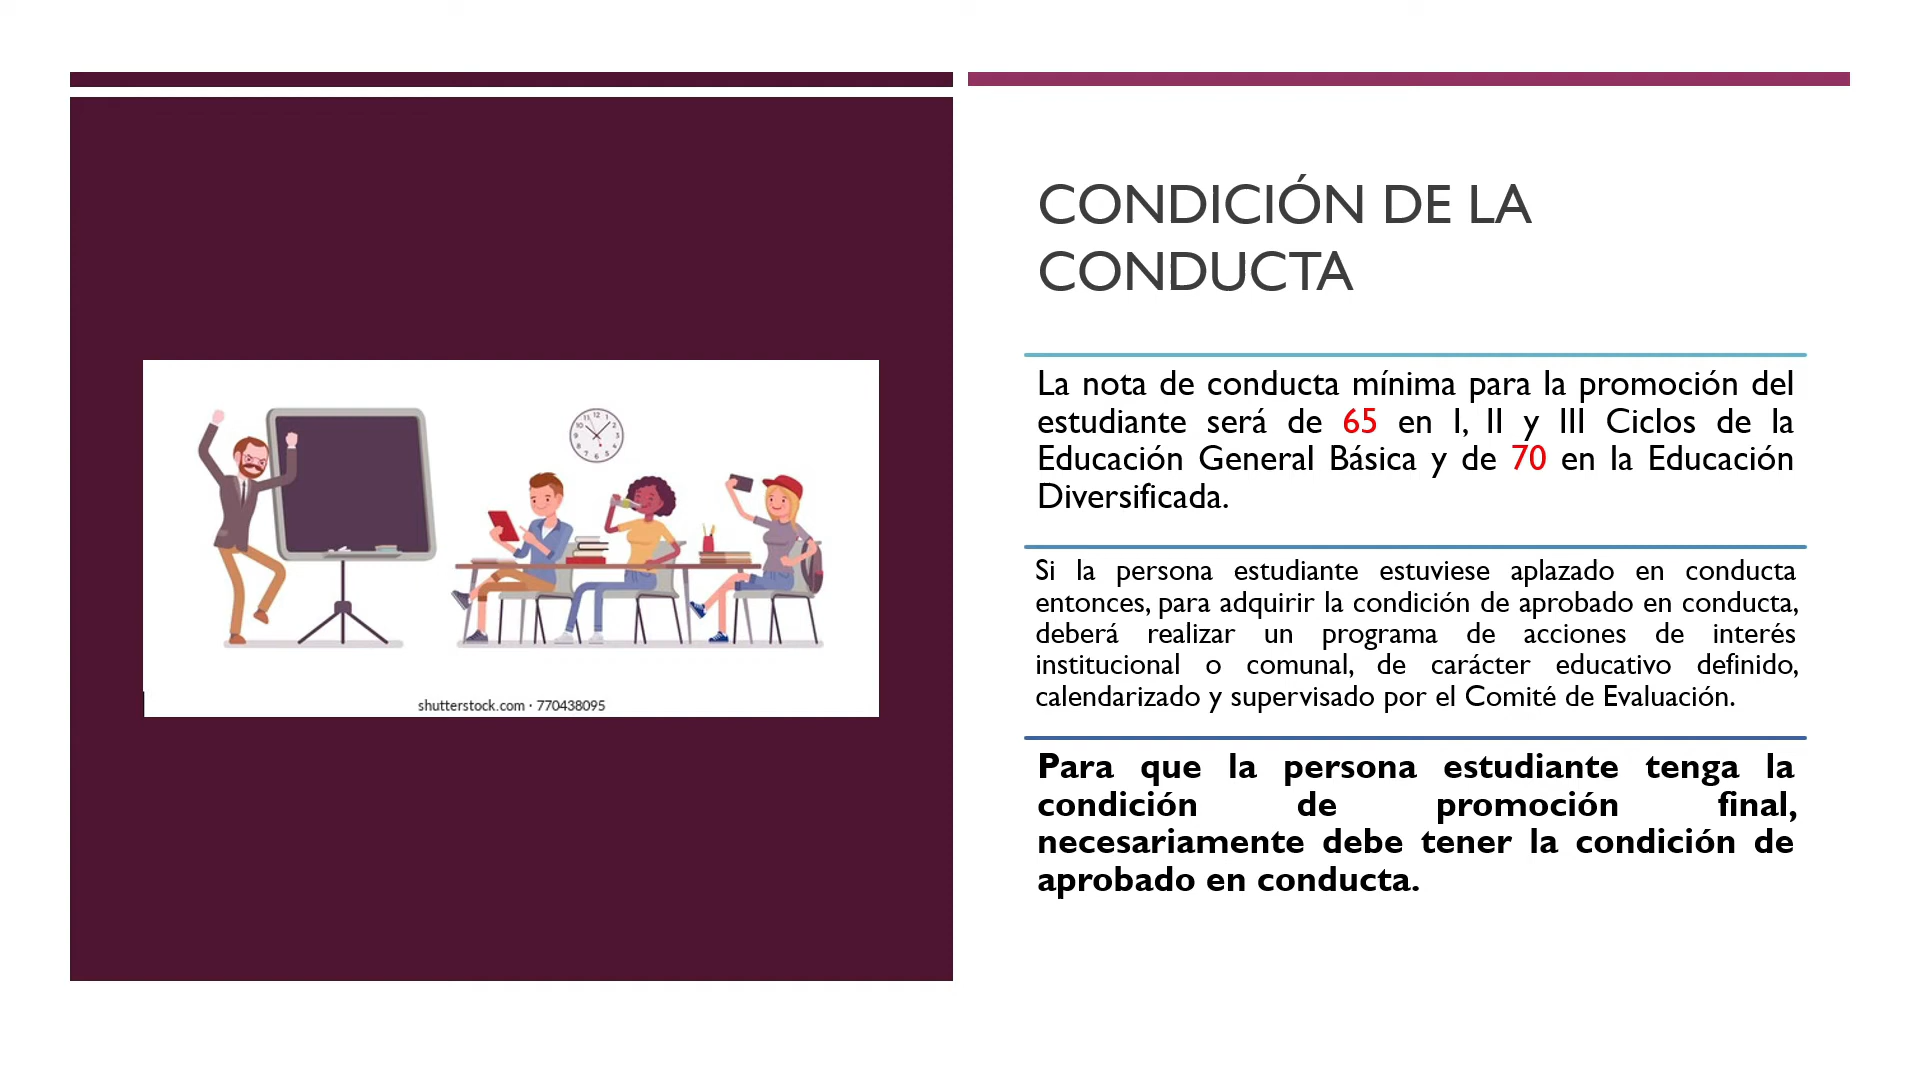 CONDICIÓN DE LA
CONDUCTA
La nota de conducta mínima para la promoción del
estudiante será de 65 en I, II y III Ciclos de la
Educación General Básica y de 70 en la Educación
Diversificada.
Si la persona estudiante estuviese aplazado en conducta
entonces, para adquirir la condición de aprobado en conducta,
deberá realizar un programa de acciones de interés
institucional o comunal, de carácter educativo definido,
calendarizado y supervisado por el Comité de Evaluación.
Para que la persona estudiante tenga la
condición de promoción final,
necesariamente debe tener la condición de
aprobado en conducta.
shutterstock.com · 770438095